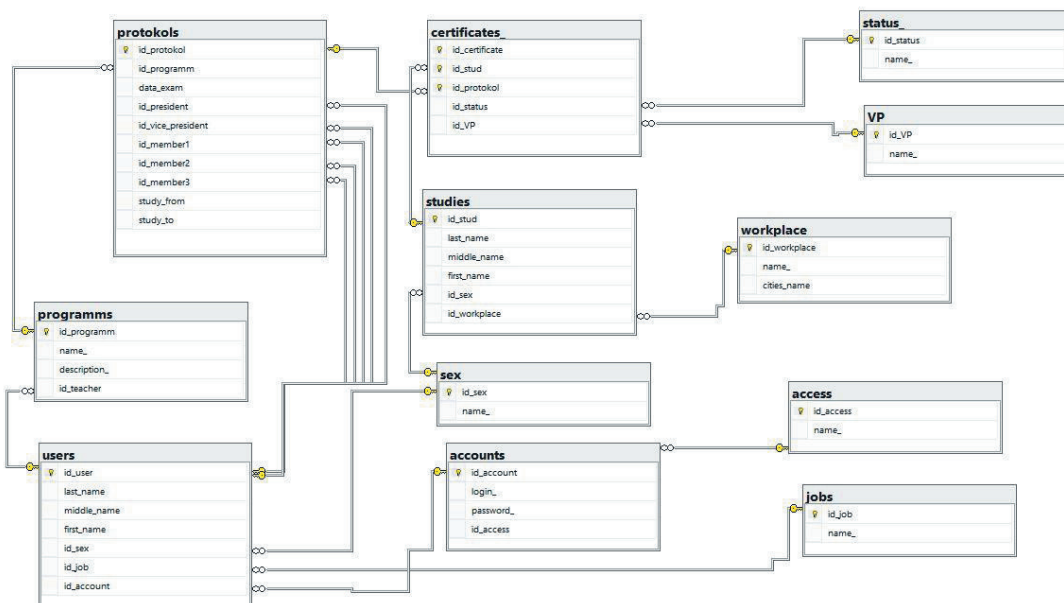 protokols
id_protokol
id_programm
data_exam
id_president
id_vice_president
id_member1
id_member2
id_member3
study_from
study_to
certificates_
id_certificate
id_stud
id_protokol
id_status
id_VP
status_
id_status
name_
VP
id_VP
name_
studies
id_stud
last_name
middle_name
first_name
id_sex
id_workplace
workplace
id_workplace
name_
cities_name
programms
id_programm
name_
description_
id_teacher
sex
id_sex
name_
access
id_access
name_
users
id_user
last_name
middle_name
first_name
id_sex
id_job
id_account
accounts
id_account
login_
password_
id_access
jobs
id_job
name_